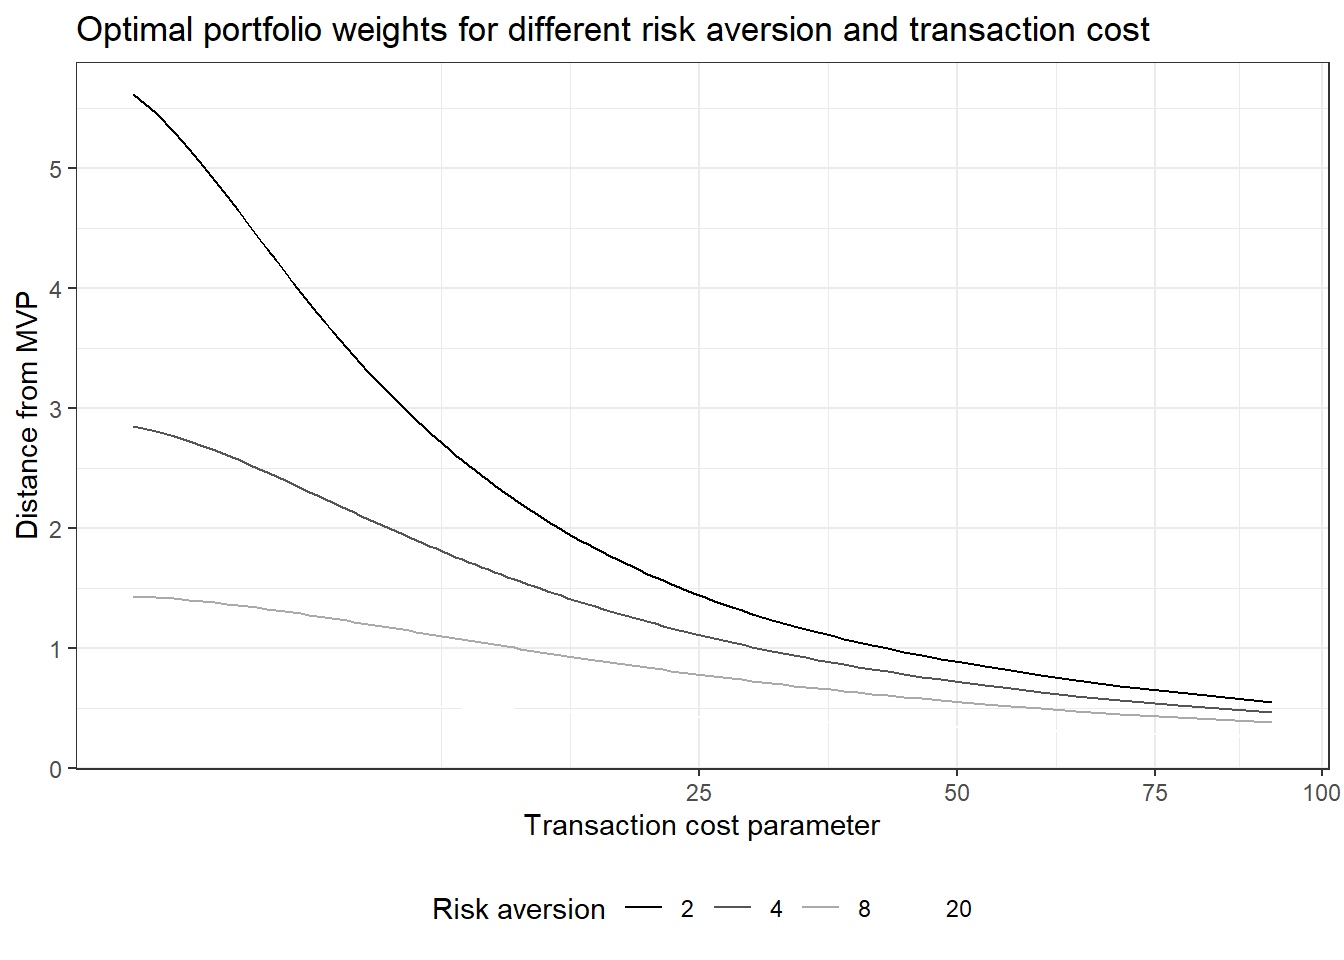 Optimal portfolio weights for different risk aversion and transaction cost
Distance from MVP
5
4
3
2
1
0
25 50 75 100
Transaction cost parameter
Risk aversion 2 4 8 20